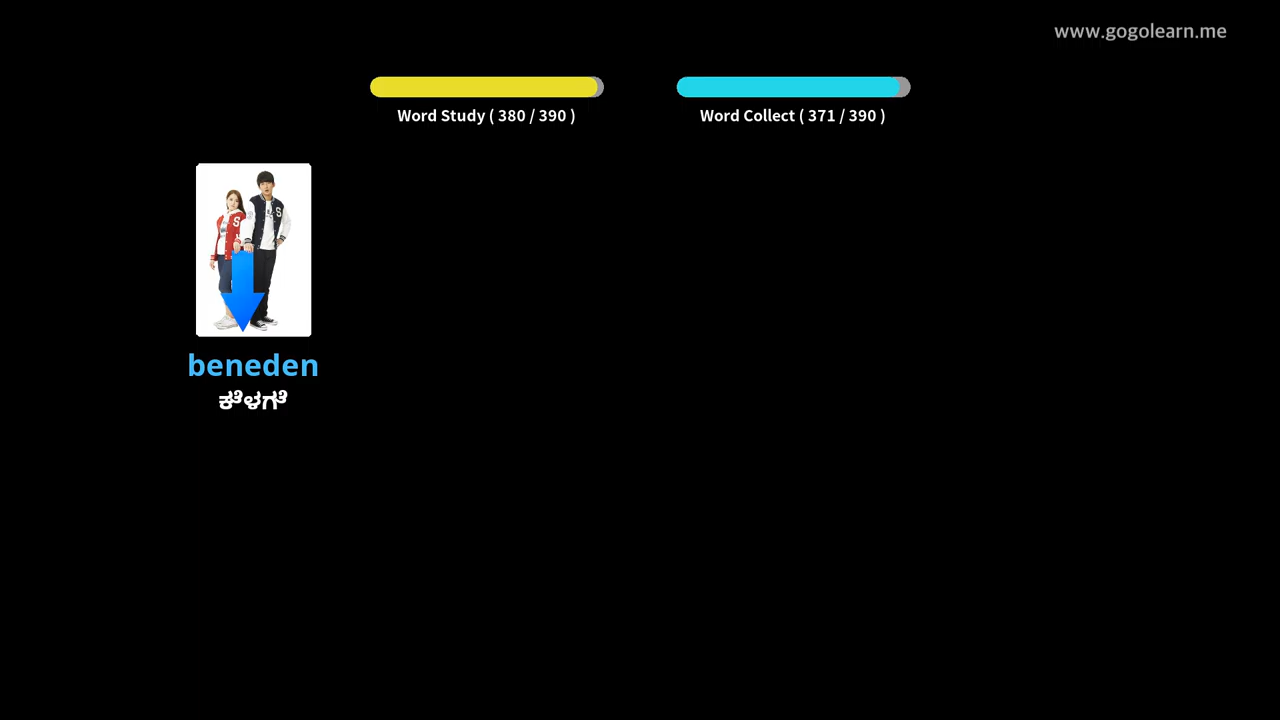 www.gogolearn.me
Word Study ( 380 / 390 )
Word Collect ( 371 / 390 )
S
S
beneden
ಕೆಳಗೆ